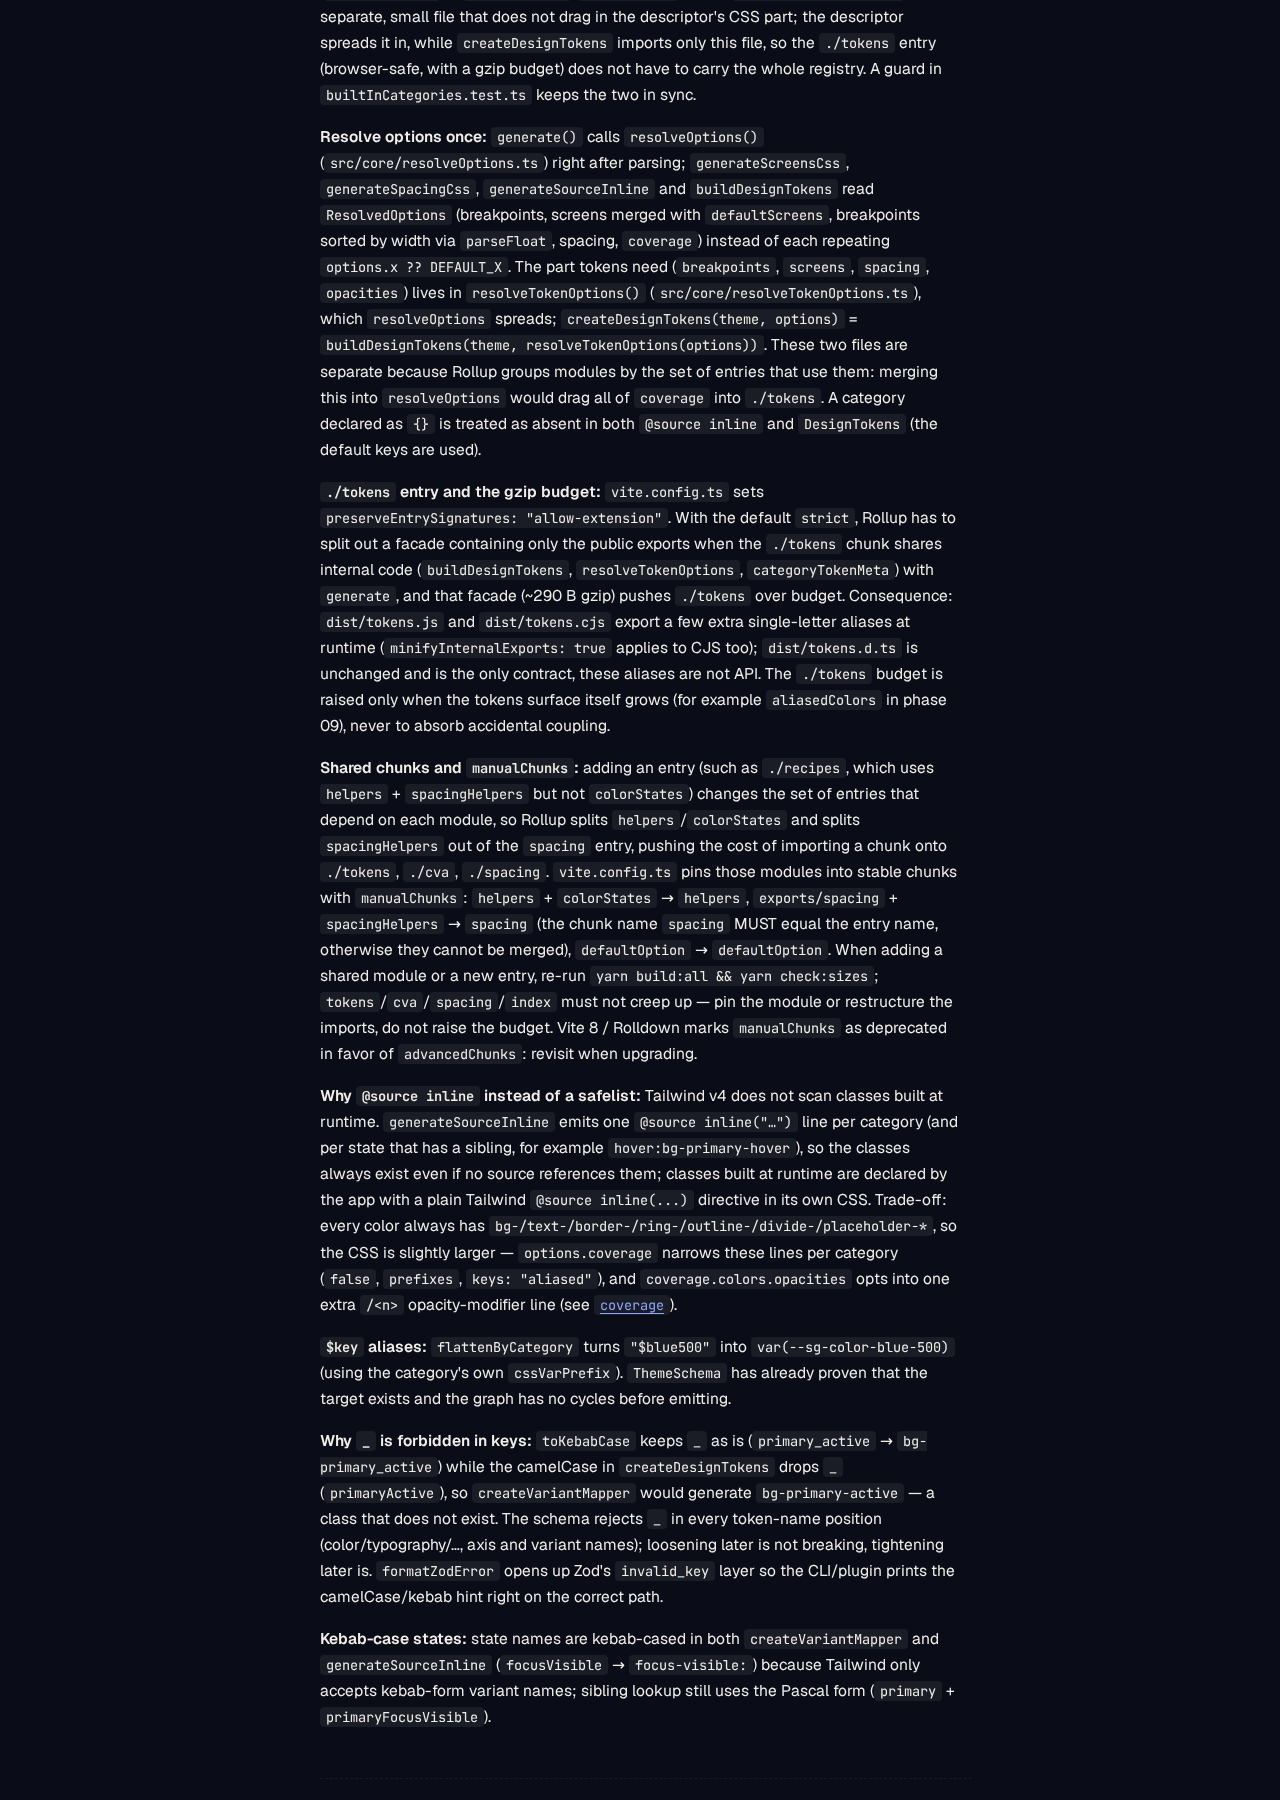 separate, small file that does not drag in the descriptor's CSS part; the descriptor
spreads it in, while createDesignTokens imports only this file, so the ./tokens entry
(browser-safe, with a gzip budget) does not have to carry the whole registry. A guard in
builtInCategories.test.ts keeps the two in sync.
Resolve options once: generate() calls resolveOptions()
(src/core/resolveOptions.ts) right after parsing; generateScreensCss,
generateSpacingCss, generateSourceInline and buildDesignTokens read
ResolvedOptions (breakpoints, screens merged with defaultScreens, breakpoints
sorted by width via parseFloat, spacing, coverage) instead of each repeating
options.x ?? DEFAULT_X. The part tokens need (breakpoints, screens, spacing,
opacities) lives in resolveTokenOptions() (src/core/resolveTokenOptions.ts),
which resolveOptions spreads; createDesignTokens(theme, options) =
buildDesignTokens(theme, resolveTokenOptions(options)). These two files are
separate because Rollup groups modules by the set of entries that use them: merging
this into resolveOptions would drag all of coverage into ./tokens. A category
declared as {} is treated as absent in both @source inline and DesignTokens (the
default keys are used).
./tokens entry and the gzip budget: vite.config.ts sets
preserveEntrySignatures: "allow-extension". With the default strict, Rollup has to
split out a facade containing only the public exports when the ./tokens chunk shares
internal code (buildDesignTokens, resolveTokenOptions, categoryTokenMeta) with
generate, and that facade (~290 B gzip) pushes ./tokens over budget. Consequence:
dist/tokens.js and dist/tokens.cjs export a few extra single-letter aliases at
runtime (minifyInternalExports: true applies to CJS too); dist/tokens.d.ts is
unchanged and is the only contract, these aliases are not API. The ./tokens budget is
raised only when the tokens surface itself grows (for example aliasedColors in phase
09), never to absorb accidental coupling.
Shared chunks and manualChunks: adding an entry (such as ./recipes, which uses
helpers + spacingHelpers but not colorStates) changes the set of entries that
depend on each module, so Rollup splits helpers/colorStates and splits
spacingHelpers out of the spacing entry, pushing the cost of importing a chunk onto
./tokens, ./cva, ./spacing. vite.config.ts pins those modules into stable chunks
with manualChunks: helpers + colorStates → helpers, exports/spacing +
spacingHelpers → spacing (the chunk name spacing MUST equal the entry name,
otherwise they cannot be merged), defaultOption → defaultOption. When adding a
shared module or a new entry, re-run yarn build:all && yarn check:sizes;
tokens/cva/spacing/index must not creep up — pin the module or restructure the
imports, do not raise the budget. Vite 8 / Rolldown marks manualChunks as deprecated
in favor of advancedChunks: revisit when upgrading.
Why @source inline instead of a safelist: Tailwind v4 does not scan classes built at
runtime. generateSourceInline emits one @source inline("…") line per category (and
per state that has a sibling, for example hover:bg-primary-hover), so the classes
always exist even if no source references them; classes built at runtime are declared by
the app with a plain Tailwind @source inline(...) directive in its own CSS. Trade-off:
every color always has bg-/text-/border-/ring-/outline-/divide-/placeholder-*, so
the CSS is slightly larger — options.coverage narrows these lines per category
(false, prefixes, keys: "aliased"), and coverage.colors.opacities opts into one
extra /<n> opacity-modifier line (see coverage).
$key aliases: flattenByCategory turns "$blue500" into var(--sg-color-blue-500)
(using the category's own cssVarPrefix). ThemeSchema has already proven that the
target exists and the graph has no cycles before emitting.
Why _ is forbidden in keys: toKebabCase keeps _ as is (primary_active → bg-
primary_active) while the camelCase in createDesignTokens drops _
(primaryActive), so createVariantMapper would generate bg-primary-active — a
class that does not exist. The schema rejects _ in every token-name position
(color/typography/…, axis and variant names); loosening later is not breaking, tightening
later is. formatZodError opens up Zod's invalid_key layer so the CLI/plugin prints the
camelCase/kebab hint right on the correct path.
Kebab-case states: state names are kebab-cased in both createVariantMapper and
generateSourceInline (focusVisible → focus-visible:) because Tailwind only
accepts kebab-form variant names; sibling lookup still uses the Pascal form (primary +
primaryFocusVisible).